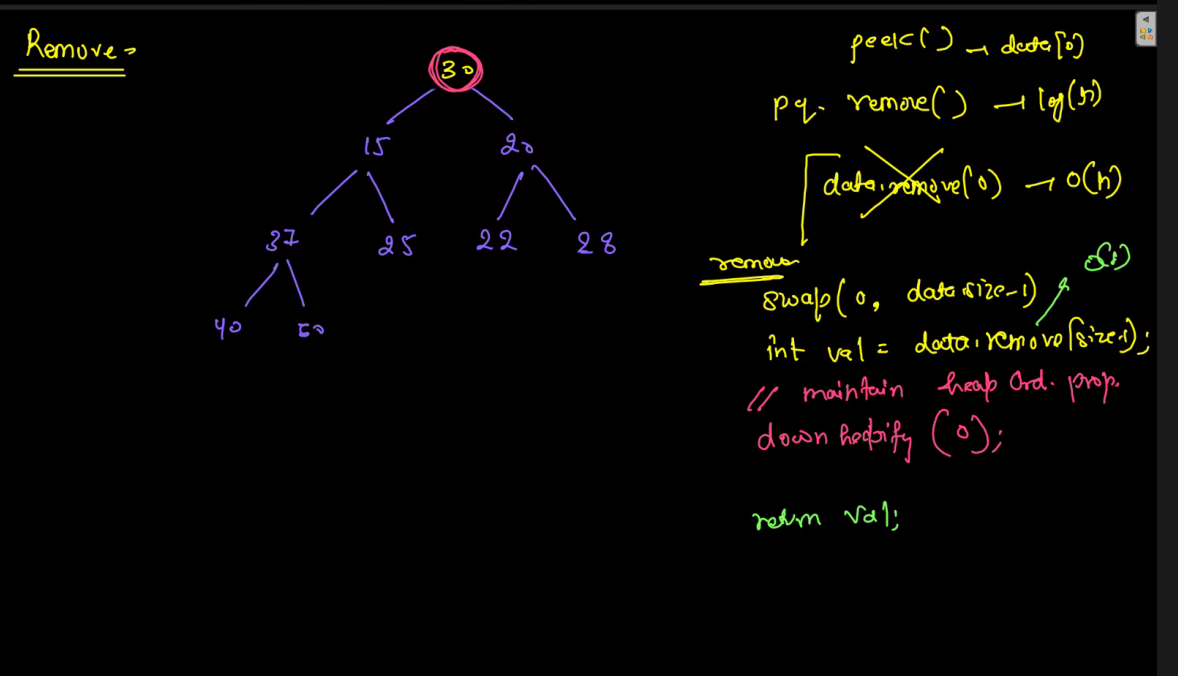 Remove -
30
15 20
37 25 22 28
40 50
peek() → data[0]
pq. remove() → log(n)
data.remove(0) → O(n)
remove
O(1)
swap(0, data.size-1)
int val = data.remove(size-1);
// maintain heap Ord. prop.
downheapify (0);
return val;